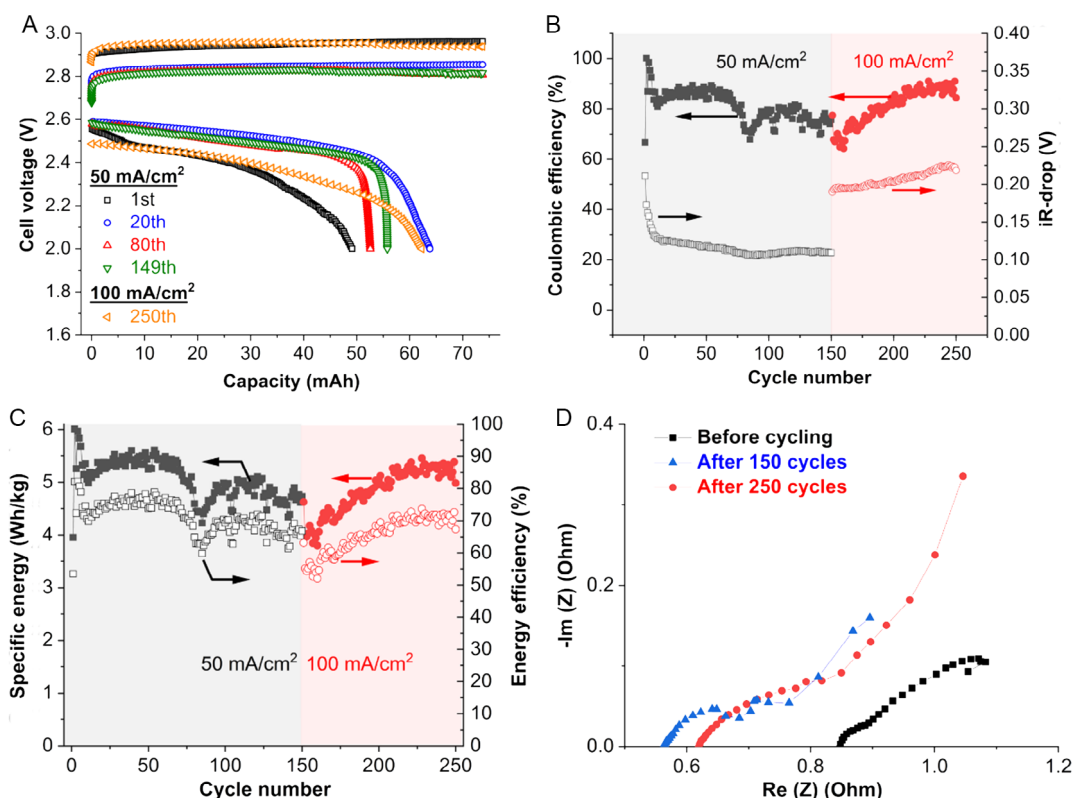 A
Cell voltage (V)
3.0
2.8
2.6
2.4
2.2
2.0
1.8
1.6
50 mA/cm²
1st
20th
80th
149th
100 mA/cm²
250th
0 10 20 30 40 50 60 70
Capacity (mAh)
B
Coulombic efficiency (%)
100
80
60
40
20
0
50 mA/cm²
100 mA/cm²
0.40
0.35
0.30
0.25
0.20
0.15
0.10
0.05
0.00
iR-drop (V)
0 50 100 150 200 250
Cycle number
C
Specific energy (Wh/kg)
6
5
4
3
2
1
0
50 mA/cm²
100 mA/cm²
100
90
80
70
60
50
40
30
20
10
0
Energy efficiency (%)
0 50 100 150 200 250
Cycle number
D
-Im (Z) (Ohm)
0.4
0.2
0.0
Before cycling
After 150 cycles
After 250 cycles
0.6 0.8 1.0 1.2
Re (Z) (Ohm)